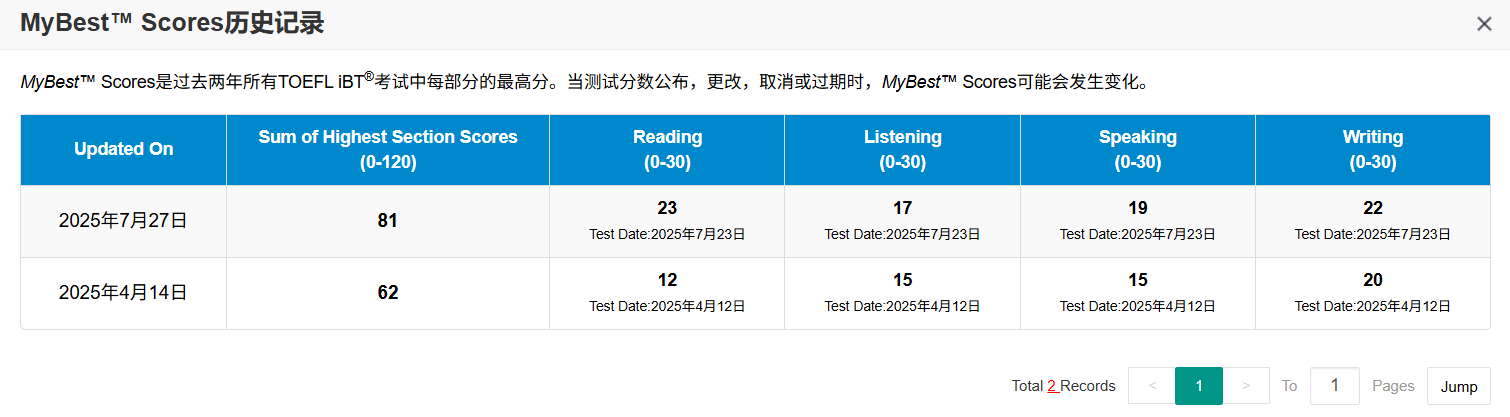 MyBest™ Scores历史记录
MyBest™ Scores是过去两年所有TOEFL iBT®考试中每部分的最高分。当测试分数公布，更改，取消或过期时，MyBest™ Scores可能会发生变化。
Updated On Sum of Highest Section Scores (0-120) Reading (0-30) Listening (0-30) Speaking (0-30) Writing (0-30)
2025年7月27日 81 23 17 19 22
Test Date:2025年7月23日 Test Date:2025年7月23日 Test Date:2025年7月23日 Test Date:2025年7月23日
2025年4月14日 62 12 15 15 20
Test Date:2025年4月12日 Test Date:2025年4月12日 Test Date:2025年4月12日 Test Date:2025年4月12日
Total 2 Records < 1 > To 1 Pages Jump